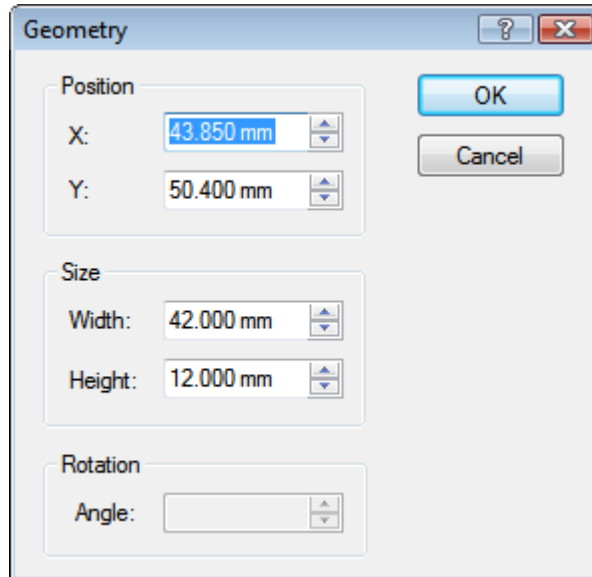 Geometry
Position
X: 43.850 mm
Y: 50.400 mm
OK
Cancel
Size
Width: 42.000 mm
Height: 12.000 mm
Rotation
Angle: